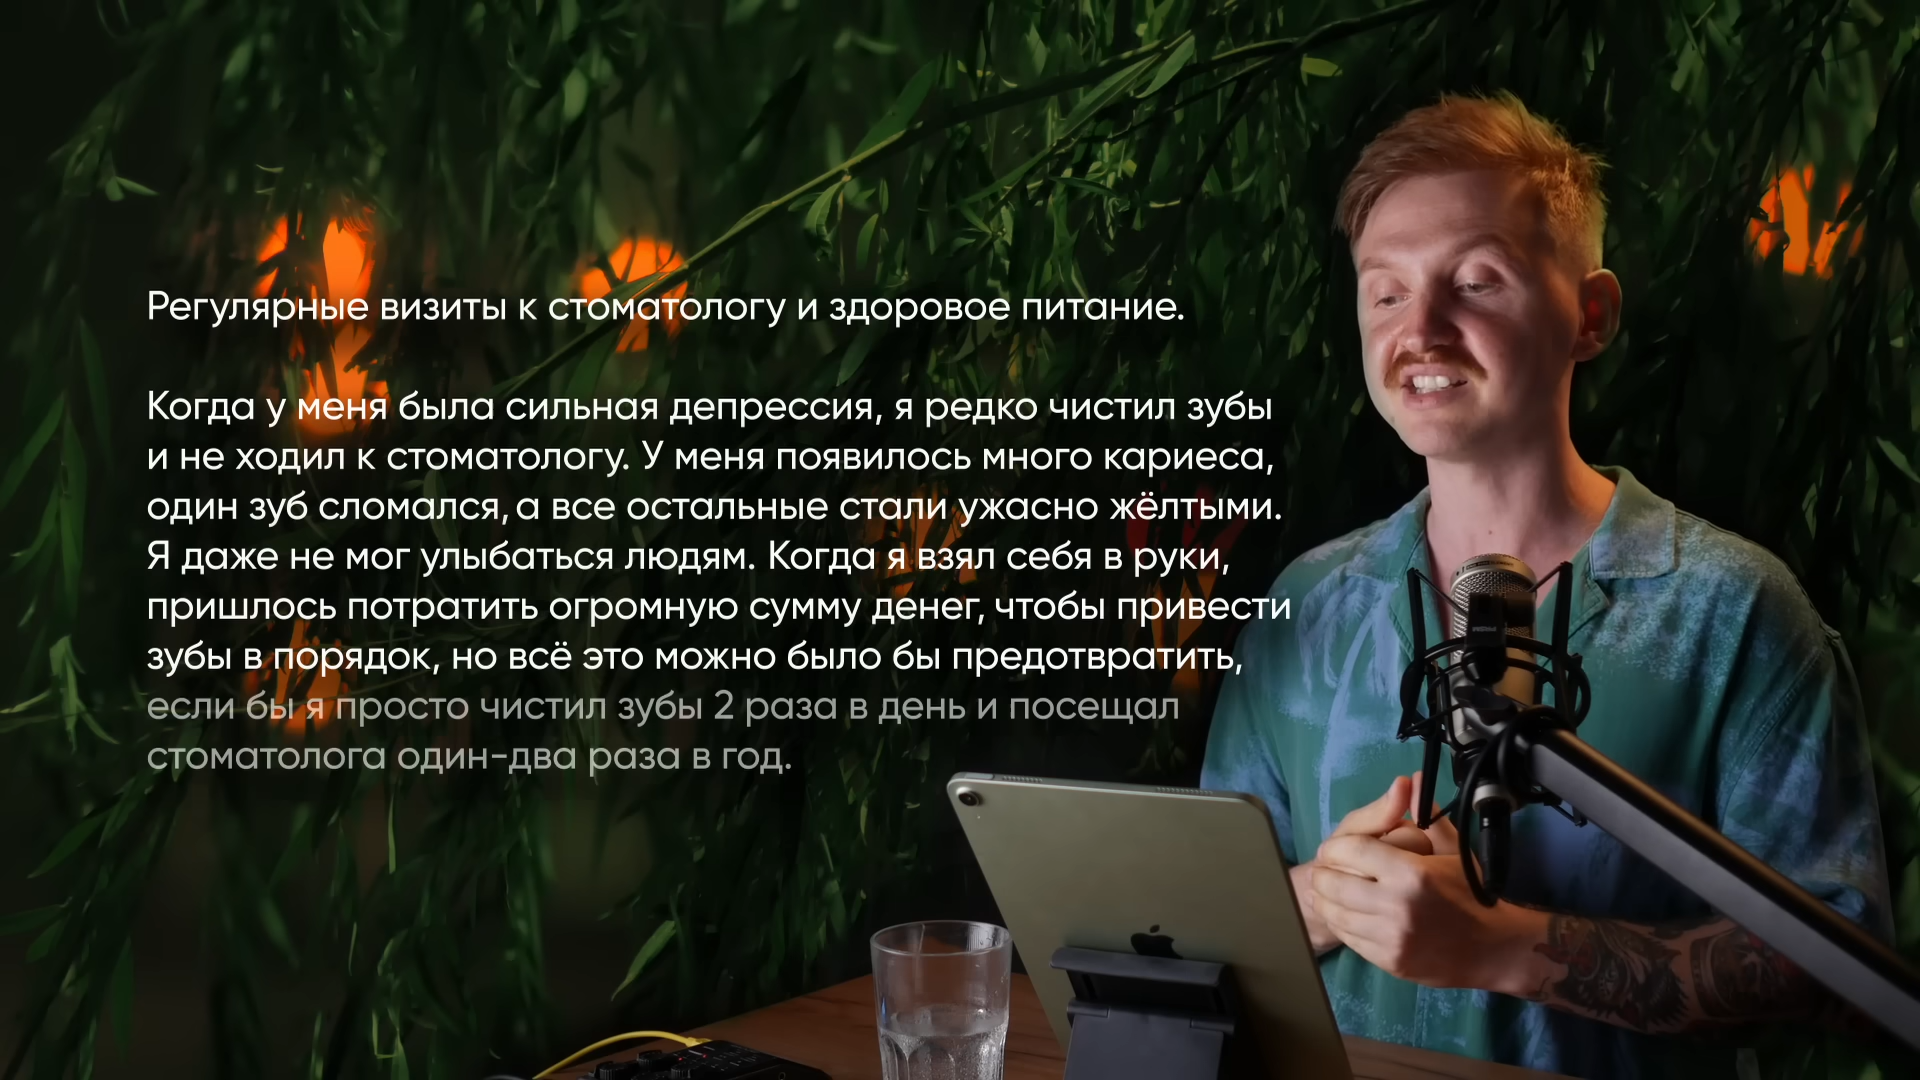 Регулярные визиты к стоматологу и здоровое питание.
Когда у меня была сильная депрессия, я редко чистил зубы
и не ходил к стоматологу. У меня появилось много кариеса,
один зуб сломался, а все остальные стали ужасно жёлтыми.
Я даже не мог улыбаться людям. Когда я взял себя в руки,
пришлось потратить огромную сумму денег, чтобы привести
зубы в порядок, но всё это можно было бы предотвратить,
если бы я просто чистил зубы 2 раза в день и посещал
стоматолога один-два раза в год.